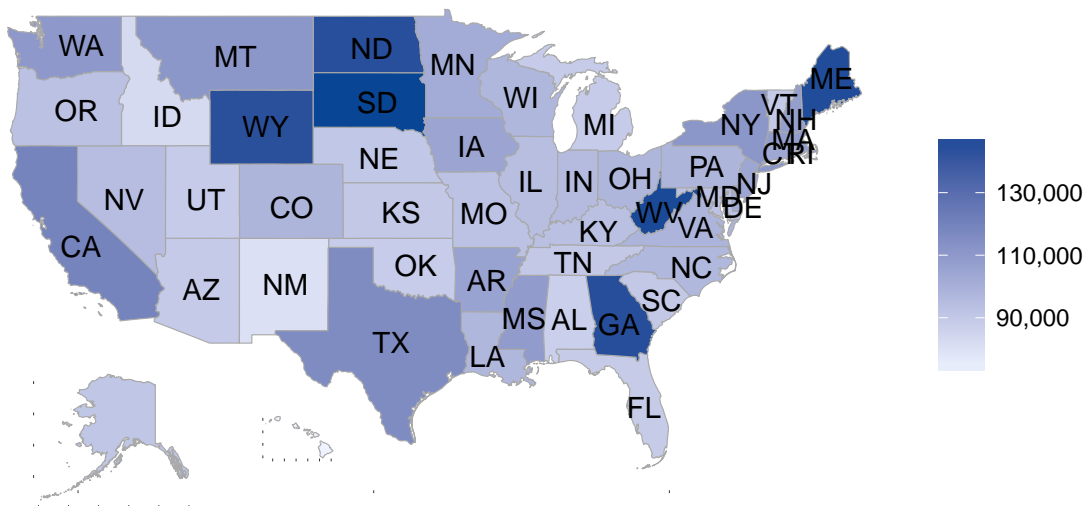 WA
MT
ND
MN
OR
ID
WY
SD
WI
MI
VT
ME
NY
NH
MA
CT
RI
NE
IA
PA
NJ
NV
UT
CO
IL
IN
OH
MD
DE
WV
VA
KS
MO
KY
CA
AZ
NM
OK
AR
TN
NC
SC
TX
LA
MS
AL
GA
FL
130,000
110,000
90,000